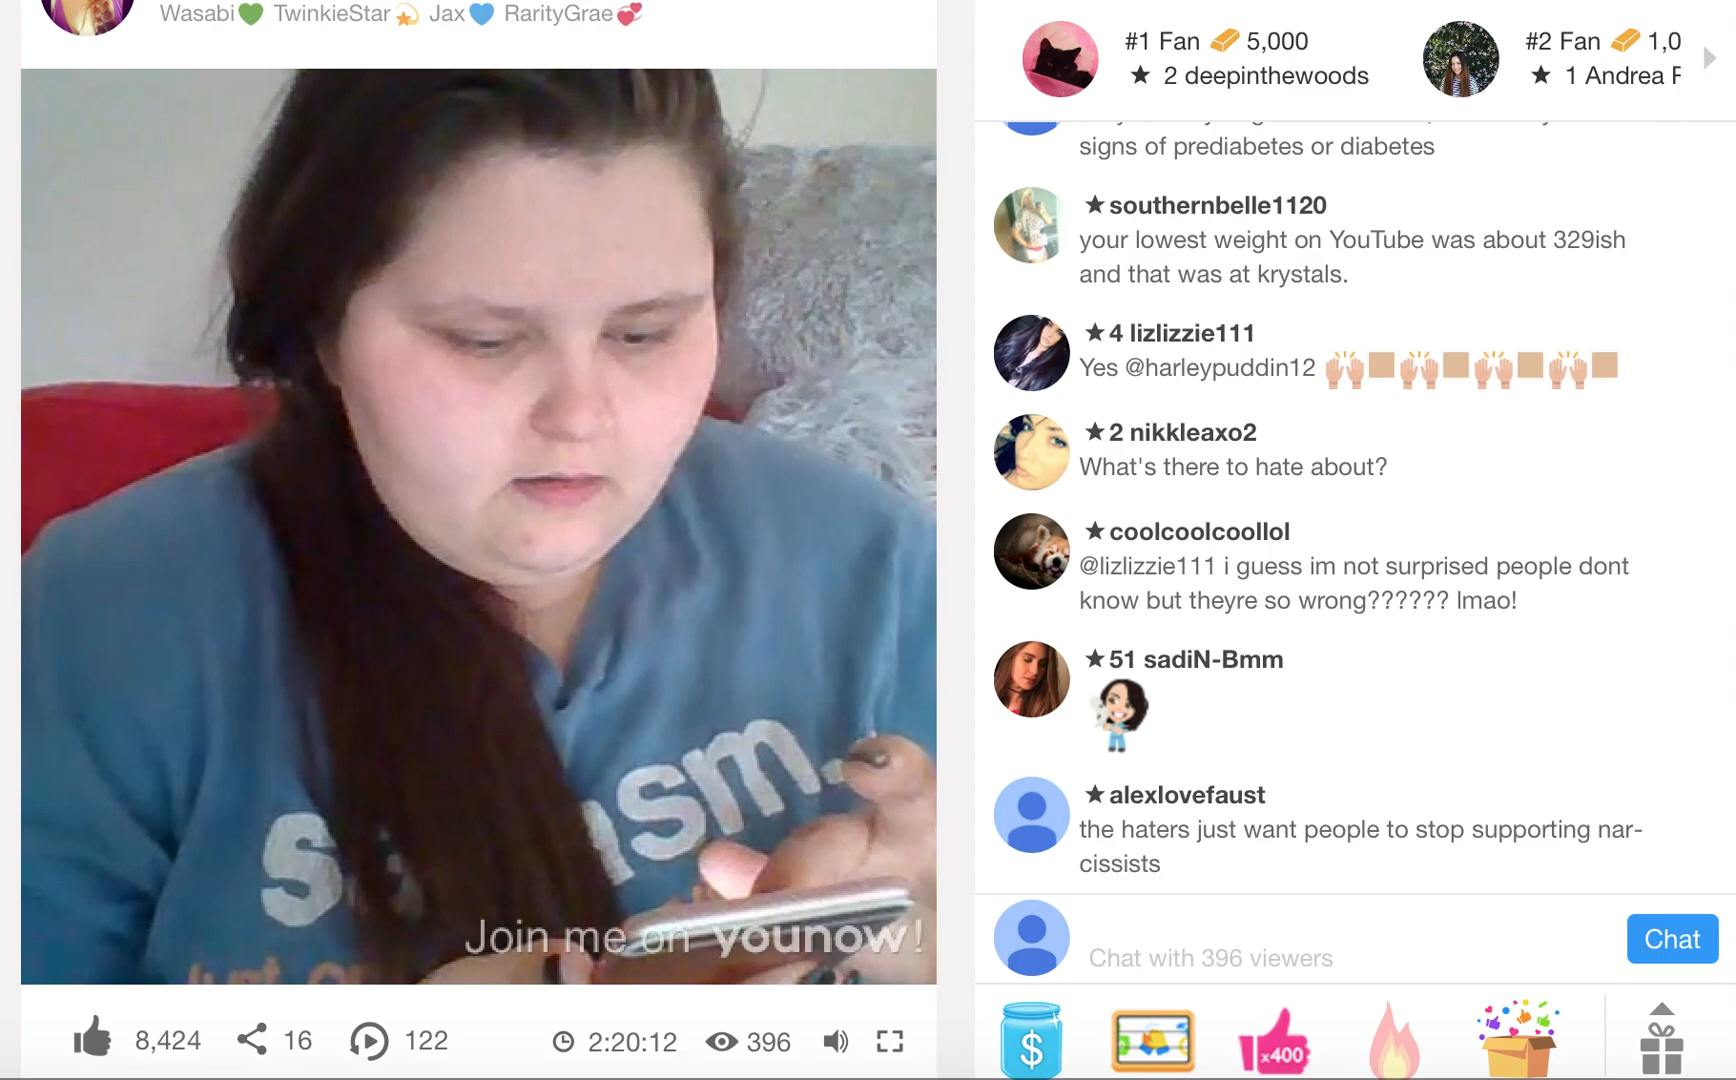 Wasabi💚 TwinkieStar💫 Jax💙 RarityGrae💞
#1 Fan 5,000
★ 2 deepinthewoods
#2 Fan 1,0
★ 1 Andrea F
signs of prediabetes or diabetes
★ southernbelle1120
your lowest weight on YouTube was about 329ish
and that was at krystals.
★ 4 lizlizzie111
Yes @harleypuddin12
★ 2 nikkleaxo2
What's there to hate about?
★ coolcoolcoollol
@lizlizzie111 i guess im not surprised people dont
know but theyre so wrong?????? lmao!
★ 51 sadiN-Bmm
★ alexlovefaust
the haters just want people to stop supporting nar-
cissists
Chat with 396 viewers
Chat
$
x400
asm.
Join me on younow!
8,424 16 122 2:20:12 396